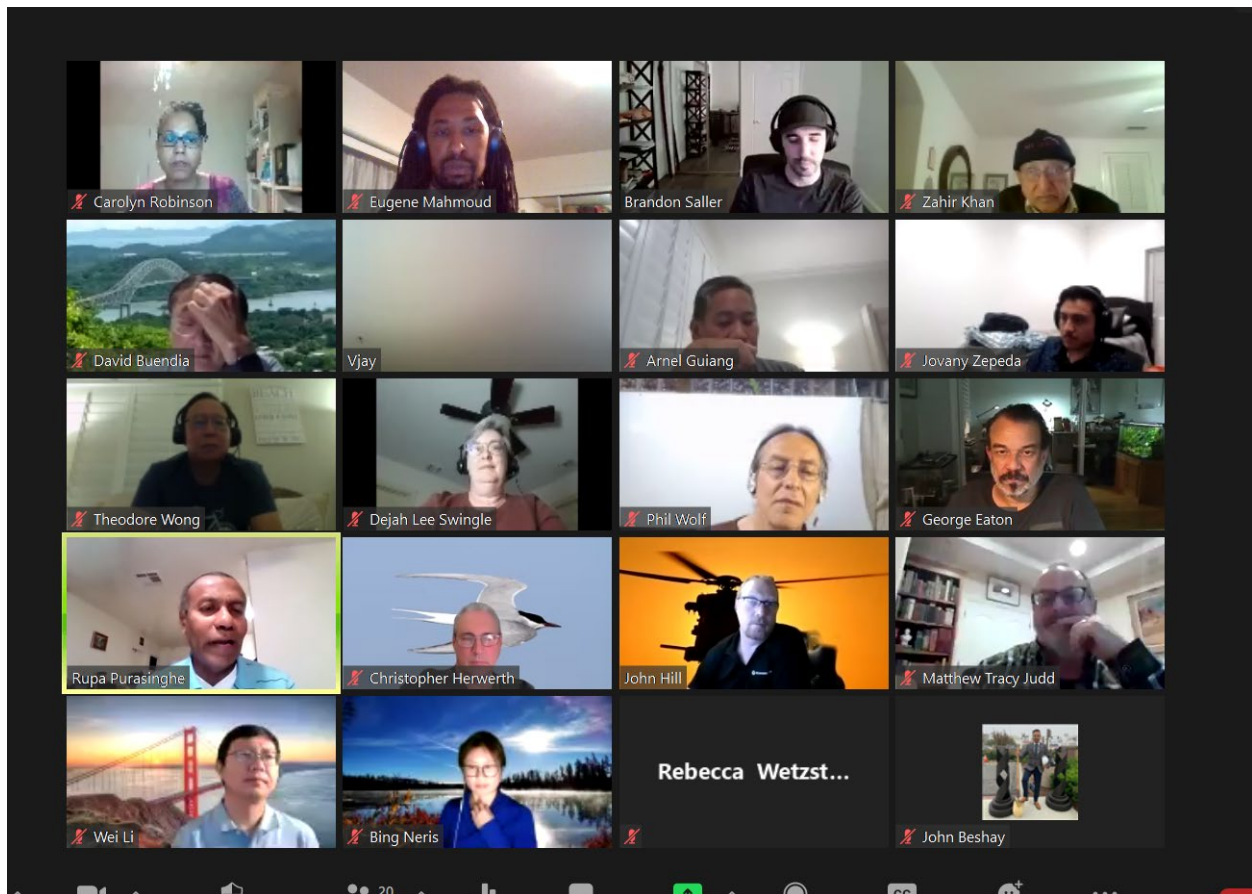 Carolyn Robinson
Eugene Mahmoud
Brandon Saller
Zahir Khan
David Buendia
Vjay
Arnel Guiang
Jovany Zepeda
Theodore Wong
Dejah Lee Swingle
Phil Wolf
George Eaton
Rupa Purasinghe
Christopher Herwerth
John Hill
Matthew Tracy Judd
Wei Li
Bing Neris
Rebecca Wetzst...
John Beshay
20
CC